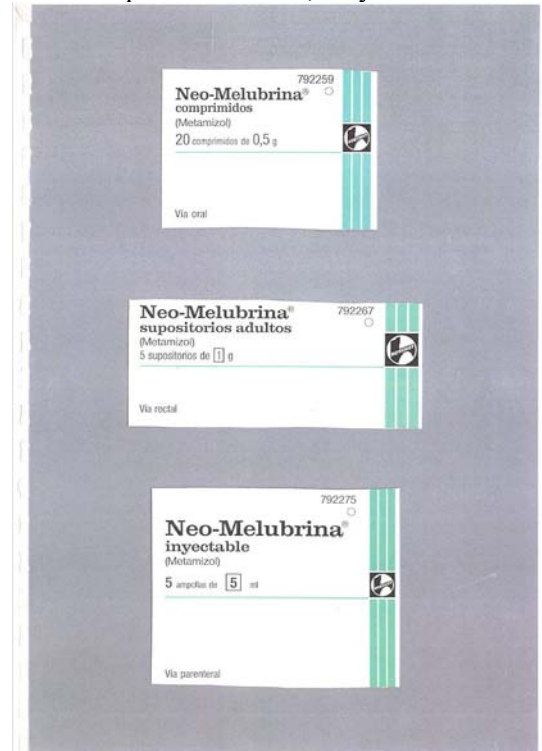 792259
Neo-Melubrina®
comprimidos
(Metamizol)
20 comprimidos de 0,5 g
Vía oral
Neo-Melubrina® 792267
supositorios adultos
(Metamizol)
5 supositorios de 1 g
Vía rectal
792275
Neo-Melubrina®
inyectable
(Metamizol)
5 ampollas de 5 ml
Vía parenteral